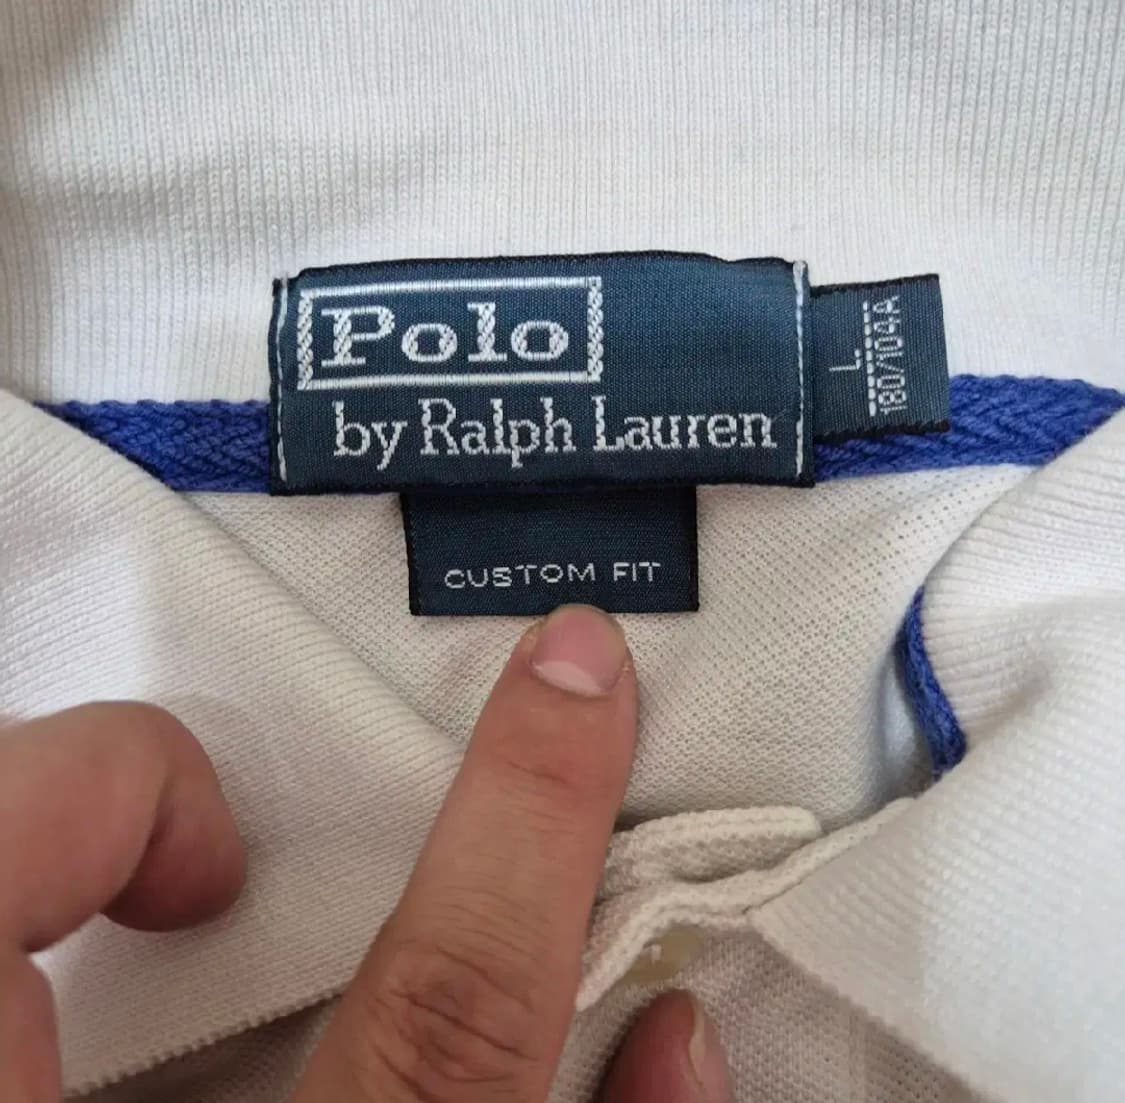 Polo
by Ralph Lauren
L
180/104A
CUSTOM FIT